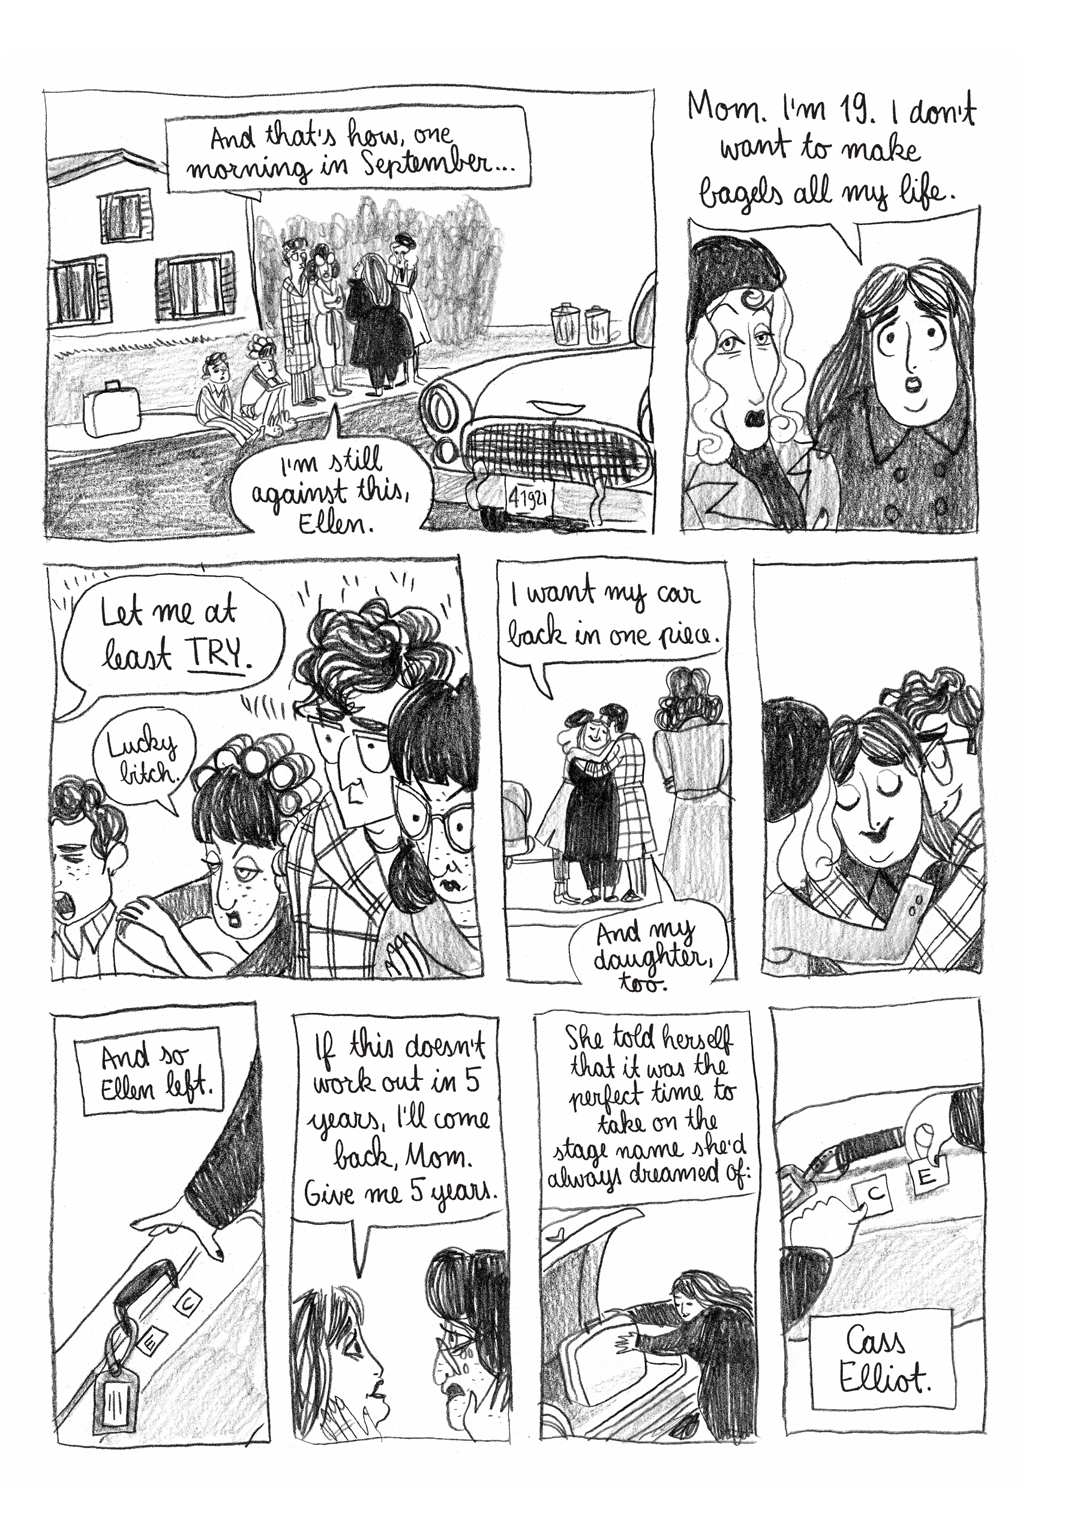 And that's how, one
morning in September...
I'm still
against this,
Ellen.
41921
Mom. I'm 19. I don't
want to make
bagels all my life.
Let me at
least TRY.
Lucky
bitch.
I want my car
back in one piece.
And my
daughter,
too.
And so
Ellen left.
C
E
If this doesn't
work out in 5
years, I'll come
back, Mom.
Give me 5 years.
She told herself
that it was the
perfect time to
take on the
stage name she'd
always dreamed of:
C
E
Cass
Elliot.